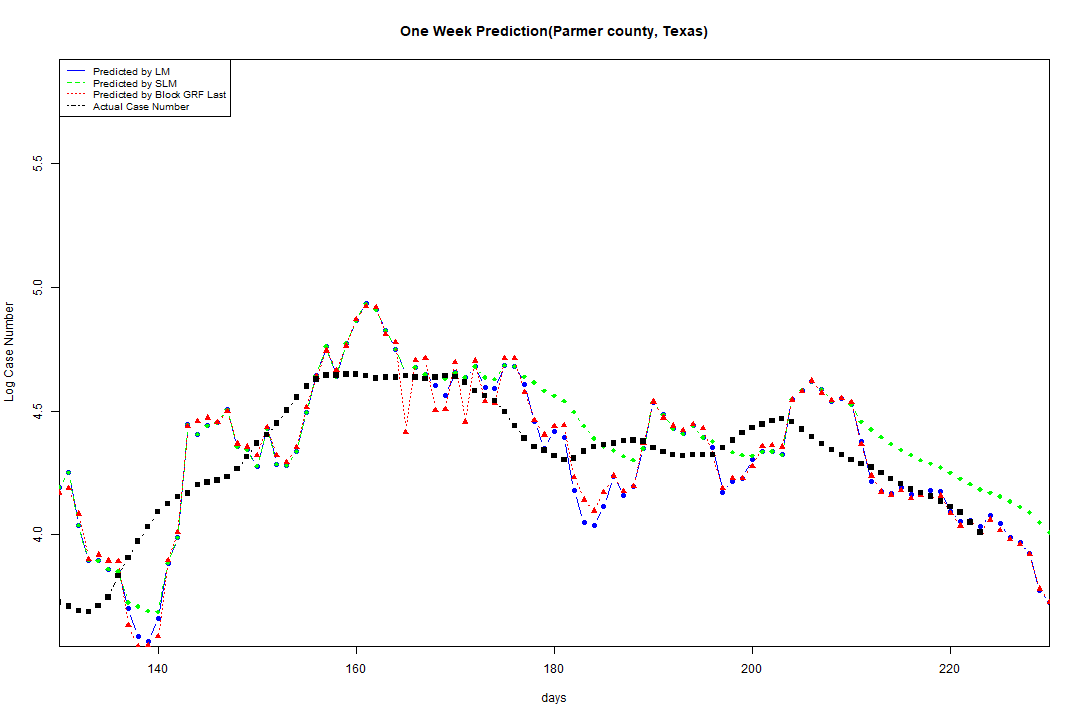 One Week Prediction(Parmer county, Texas)
Predicted by LM
Predicted by SLM
Predicted by Block GRF Last
Actual Case Number
5.5
5.0
4.5
4.0
Log Case Number
140 160 180 200 220
days